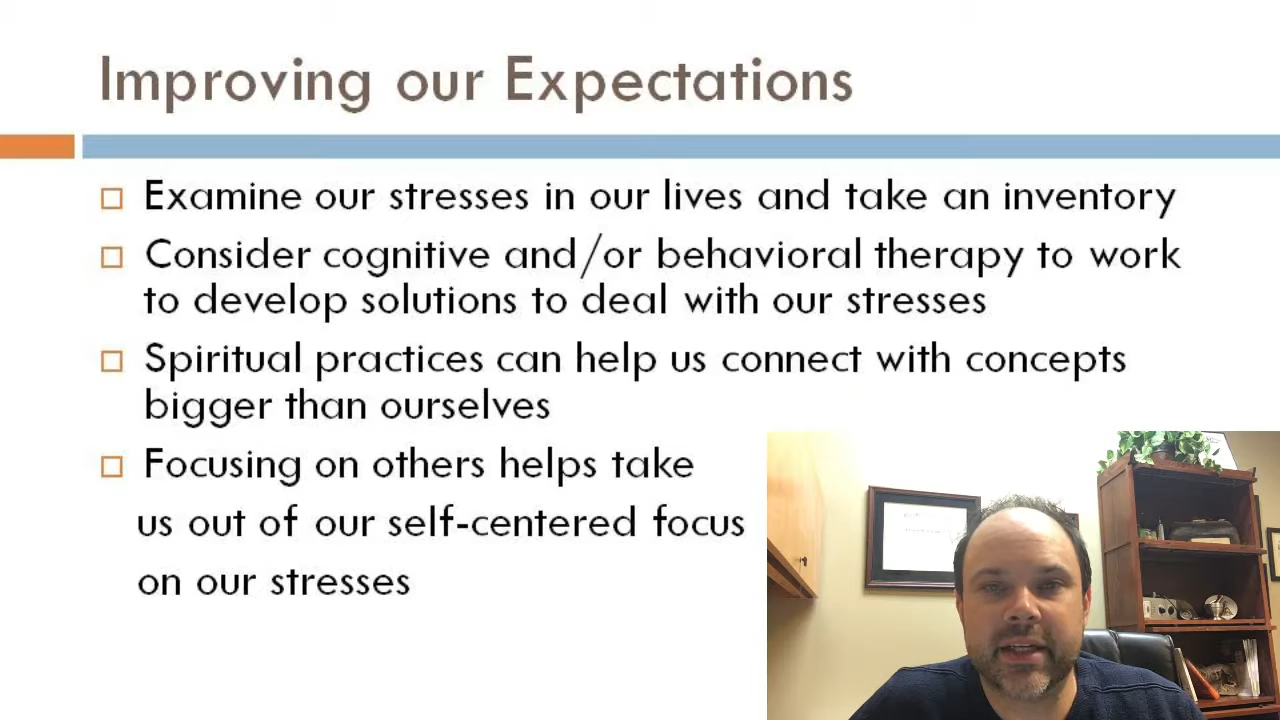 Improving our Expectations
Examine our stresses in our lives and take an inventory
Consider cognitive and/or behavioral therapy to work
to develop solutions to deal with our stresses
Spiritual practices can help us connect with concepts
bigger than ourselves
Focusing on others helps take
us out of our self-centered focus
on our stresses